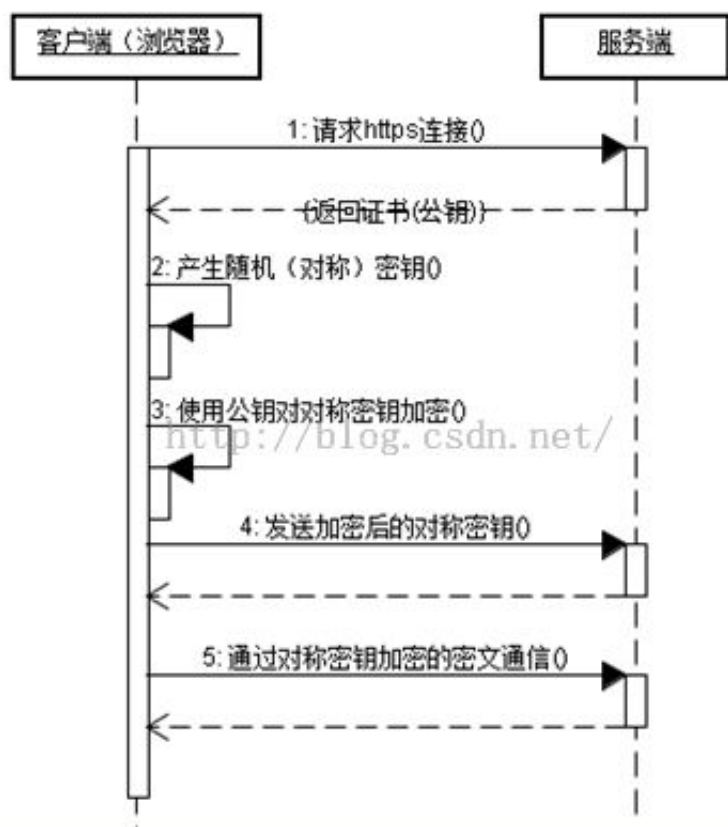 客户端（浏览器）
服务端
1: 请求https连接()
{返回证书(公钥)}
2: 产生随机（对称）密钥()
3: 使用公钥对对称密钥加密()
http://blog.csdn.net/
4: 发送加密后的对称密钥()
5: 通过对称密钥加密的密文通信()